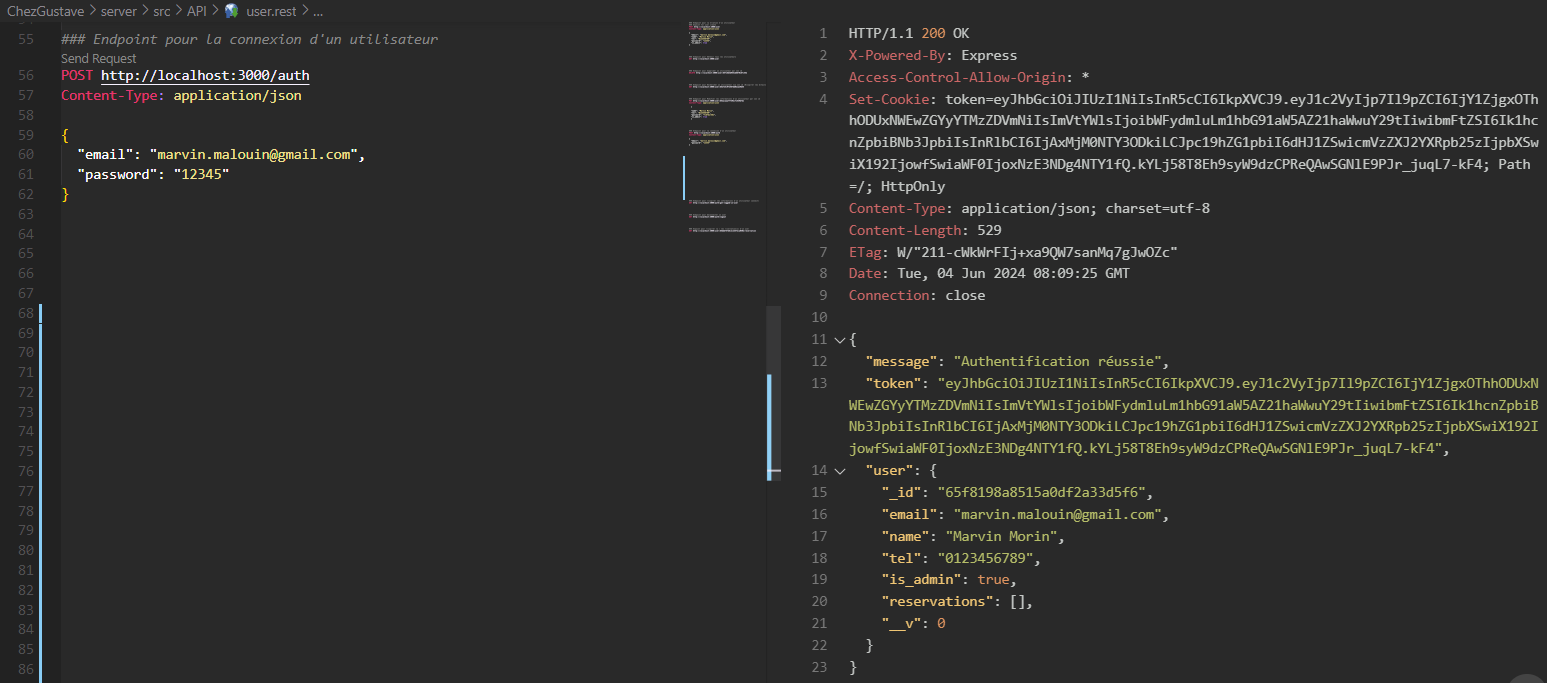 ChezGustave > server > src > API > user.rest > ...
55 ### Endpoint pour la connexion d'un utilisateur
Send Request
56 POST http://localhost:3000/auth
57 Content-Type: application/json
58
59 {
60 "email": "marvin.malouin@gmail.com",
61 "password": "12345"
62 }
63
64
65
66
67
68
69
70
71
72
73
74
75
76
77
78
79
80
81
82
83
84
85
86
1 HTTP/1.1 200 OK
2 X-Powered-By: Express
3 Access-Control-Allow-Origin: *
4 Set-Cookie: token=eyJhbGciOiJIUzI1NiIsInR5cCI6IkpXVCJ9.eyJ1c2VyIjp7Il9pZCI6IjY1ZjgxOTh
hODUxNWEwZGYyYTMzZDVmNiIsImVtYWlsIjoibWFydmluLm1hbG91aW5AZ21haWwuY29tIiwibmFtZSI6Ik1hc
nZpbiBNb3JpbiIsInRlbCI6IjAxMjM0NTY3ODkiLCJpc19hZG1pbiI6dHJ1ZSwicmVzZXJ2YXRpb25zIjpbXSw
iX192IjowfSwiaWF0IjoxNzE3NDg4NTY1fQ.kYLj58T8Eh9syW9dzCPReQAwSGNlE9PJr_juqL7-kF4; Path
=/; HttpOnly
5 Content-Type: application/json; charset=utf-8
6 Content-Length: 529
7 ETag: W/"211-cWkWrFIj+xa9QW7sanMq7gJwOZc"
8 Date: Tue, 04 Jun 2024 08:09:25 GMT
9 Connection: close
10
11 {
12 "message": "Authentification réussie",
13 "token": "eyJhbGciOiJIUzI1NiIsInR5cCI6IkpXVCJ9.eyJ1c2VyIjp7Il9pZCI6IjY1ZjgxOThhODUxN
WEwZGYyYTMzZDVmNiIsImVtYWlsIjoibWFydmluLm1hbG91aW5AZ21haWwuY29tIiwibmFtZSI6Ik1hcnZpbiB
Nb3JpbiIsInRlbCI6IjAxMjM0NTY3ODkiLCJpc19hZG1pbiI6dHJ1ZSwicmVzZXJ2YXRpb25zIjpbXSwiX192I
jowfSwiaWF0IjoxNzE3NDg4NTY1fQ.kYLj58T8Eh9syW9dzCPReQAwSGNlE9PJr_juqL7-kF4",
14 "user": {
15 "_id": "65f8198a8515a0df2a33d5f6",
16 "email": "marvin.malouin@gmail.com",
17 "name": "Marvin Morin",
18 "tel": "0123456789",
19 "is_admin": true,
20 "reservations": [],
21 "__v": 0
22 }
23 }